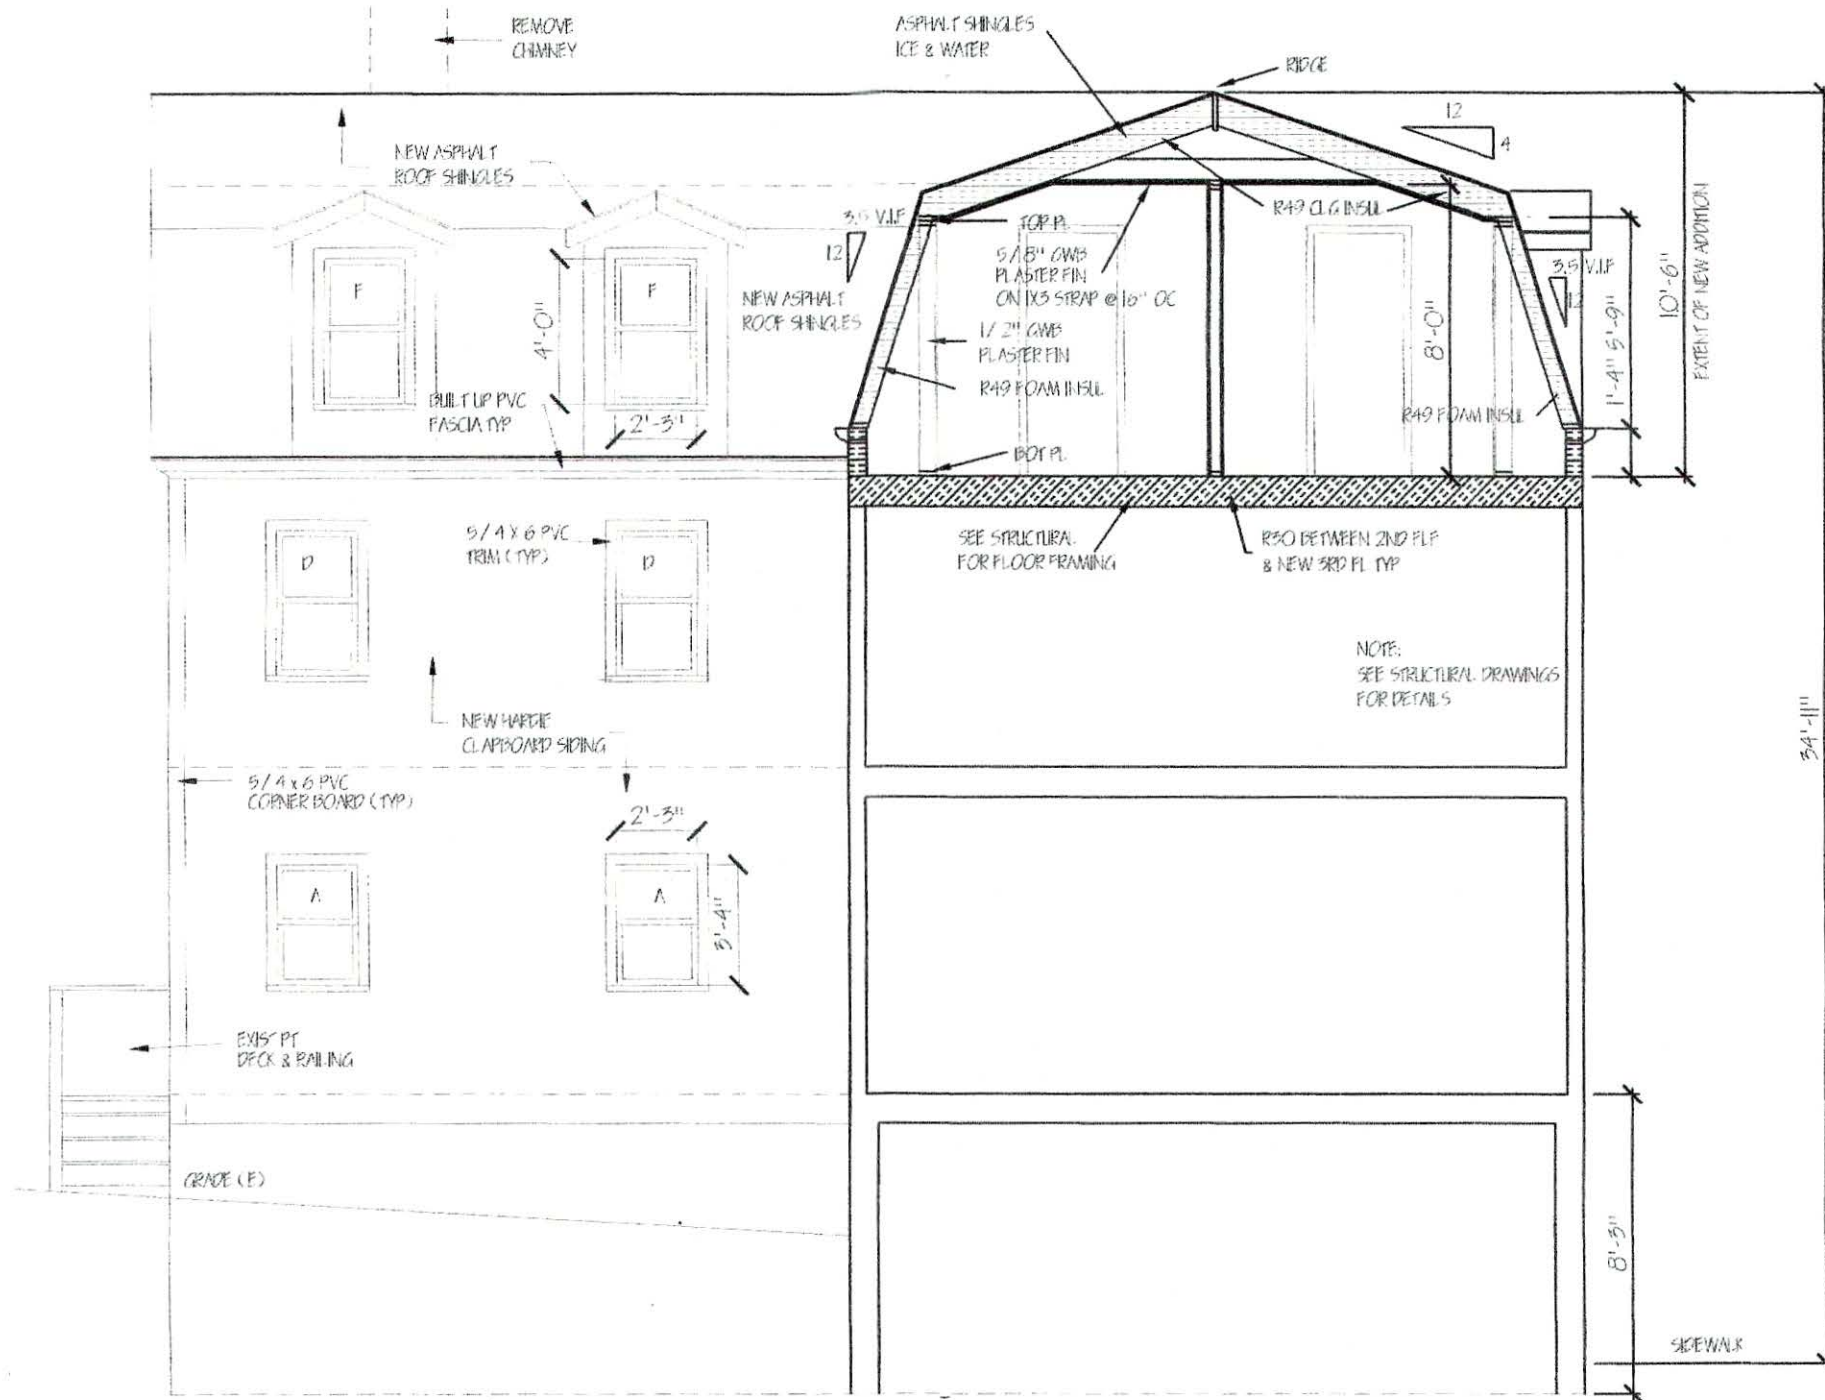 REMOVE
CHIMNEY
ASPHALT SHINGLES
ICE & WATER
RIDGE
12
4
NEW ASPHALT
ROOF SHINGLES
3.5 V.I.F
12
TOP PL
5/8" GWB
PLASTER FIN
ON 1X3 STRAP @ 16" OC
R49 CLG INSUL
3.5 V.I.F
12
10'-6"
EXTENT OF NEW ADDITION
F
F
4'-0"
NEW ASPHALT
ROOF SHINGLES
1/2" GWB
PLASTER FIN
R49 FOAM INSUL
8'-0"
5'-9"
1'-4"
R49 FOAM INSUL
BUILT UP PVC
FASCIA TYP
2'-3"
BOT PL
D
5/4 X 6 PVC
TRIM (TYP)
D
SEE STRUCTURAL
FOR FLOOR FRAMING
R30 BETWEEN 2ND FLR
& NEW 3RD FL TYP
NOTE:
SEE STRUCTURAL DRAWINGS
FOR DETAILS
NEW HARDIE
CLAPBOARD SIDING
34'-11"
5/4 x 6 PVC
CORNER BOARD (TYP)
2'-3"
A
A
3'-4"
EXIST PT
DECK & RAILING
GRADE (E)
8'-3"
SIDEWALK